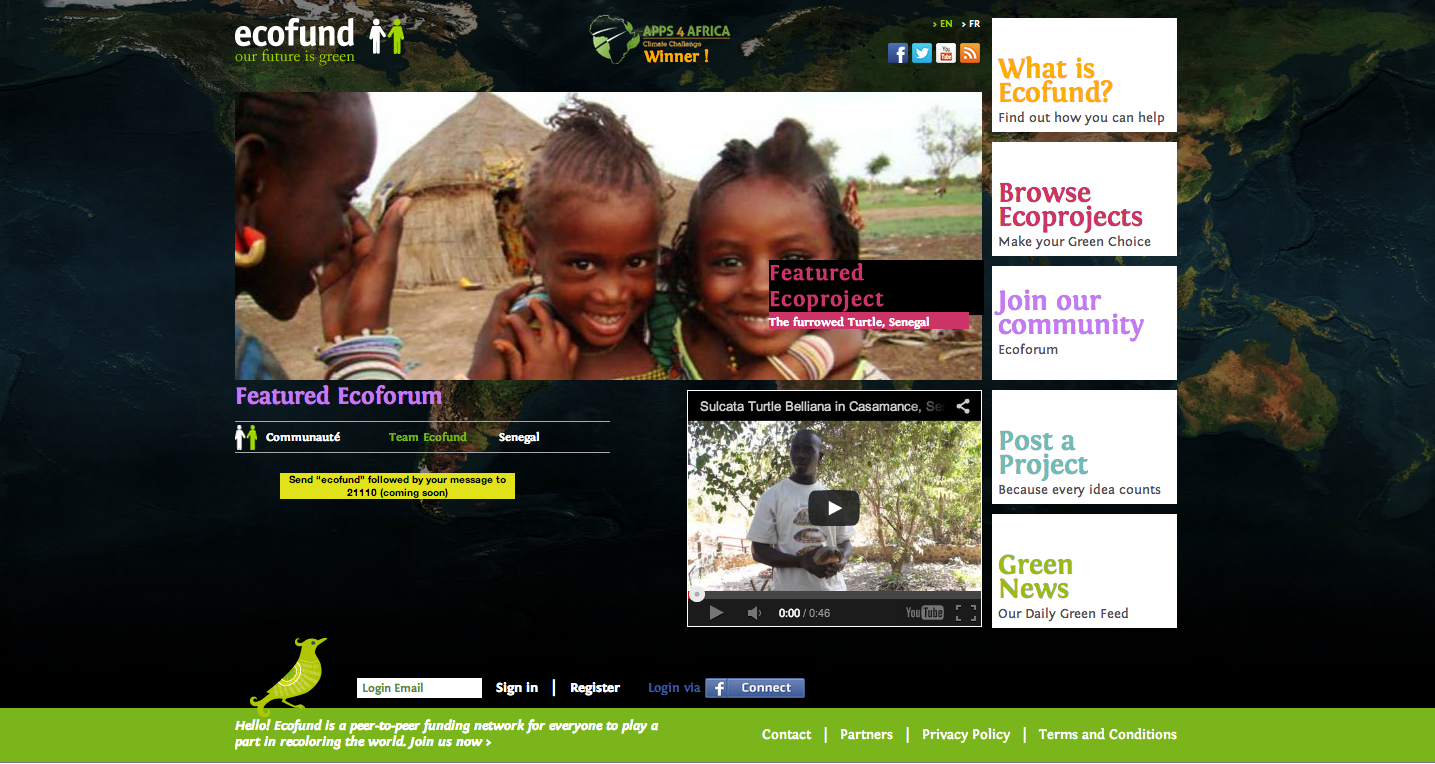 ecofund
our future is green
APPS 4 AFRICA
Climate Challenge
Winner !
› EN › FR
You
Tube
What is
Ecofund?
Find out how you can help
Browse
Ecoprojects
Make your Green Choice
Join our
community
Ecoforum
Post a
Project
Because every idea counts
Green
News
Our Daily Green Feed
Featured
Ecoproject
The furrowed Turtle, Senegal
Featured Ecoforum
Communauté Team Ecofund Senegal
Send "ecofund" followed by your message to
21110 (coming soon)
Sulcata Turtle Belliana in Casamance,
0:00 / 0:46
YouTube
Login Email Sign in | Register Login via Connect
Hello! Ecofund is a peer-to-peer funding network for everyone to play a
part in recoloring the world. Join us now ›
Contact | Partners | Privacy Policy | Terms and Conditions